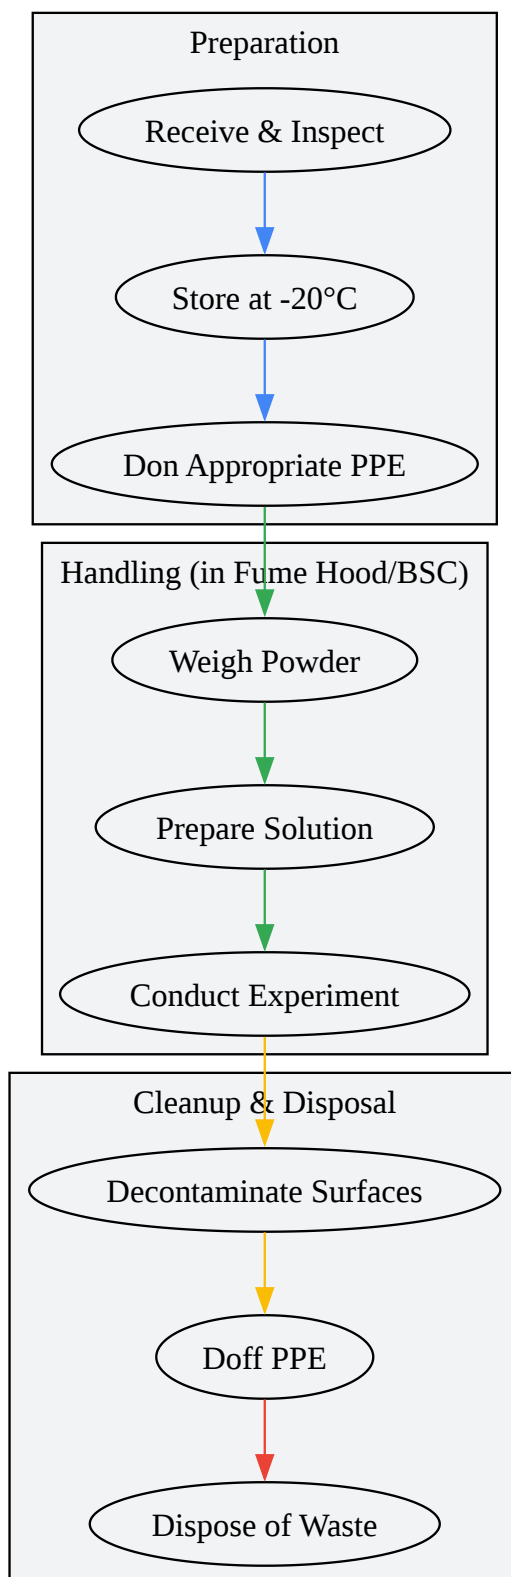 Preparation
Receive & Inspect
Store at -20°C
Don Appropriate PPE
Handling (in Fume Hood/BSC)
Weigh Powder
Prepare Solution
Conduct Experiment
Cleanup & Disposal
Decontaminate Surfaces
Doff PPE
Dispose of Waste